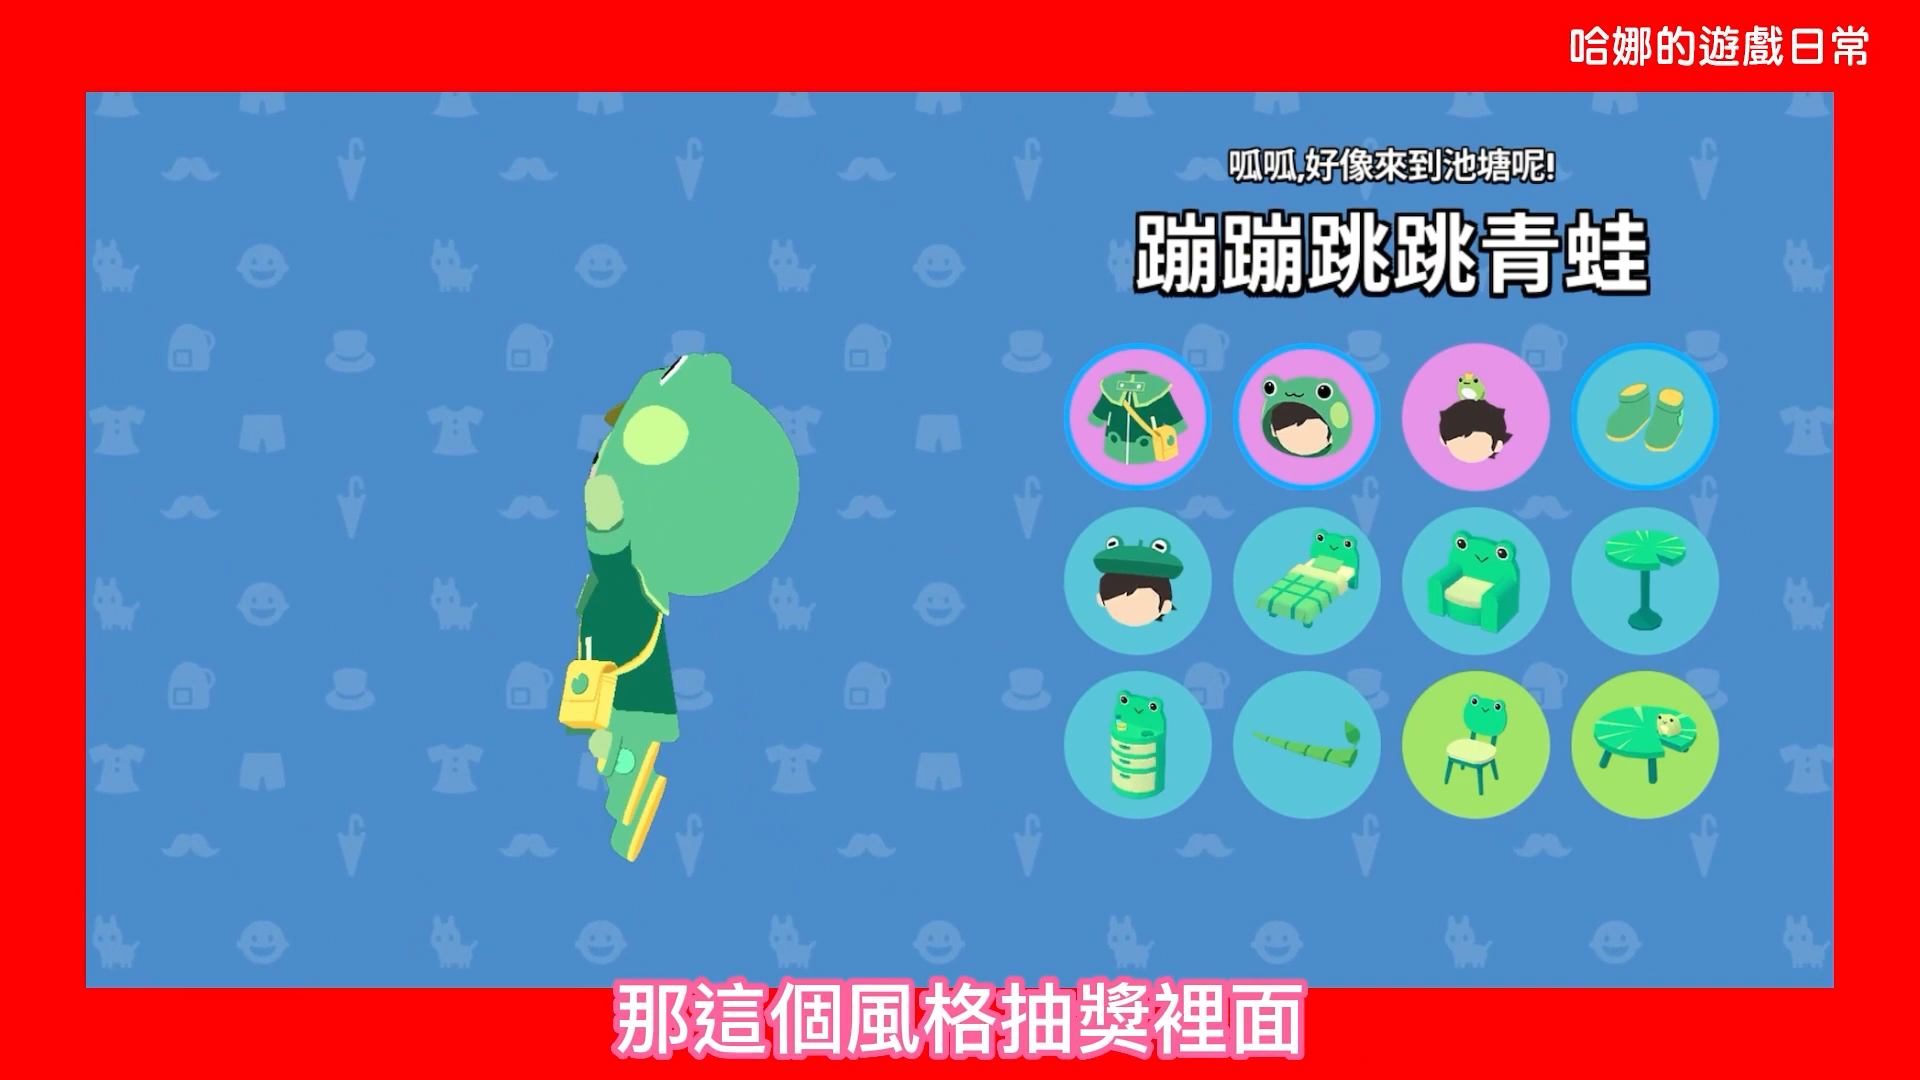 哈娜的遊戲日常
呱呱,好像來到池塘呢!
蹦蹦跳跳青蛙
那這個風格抽獎裡面